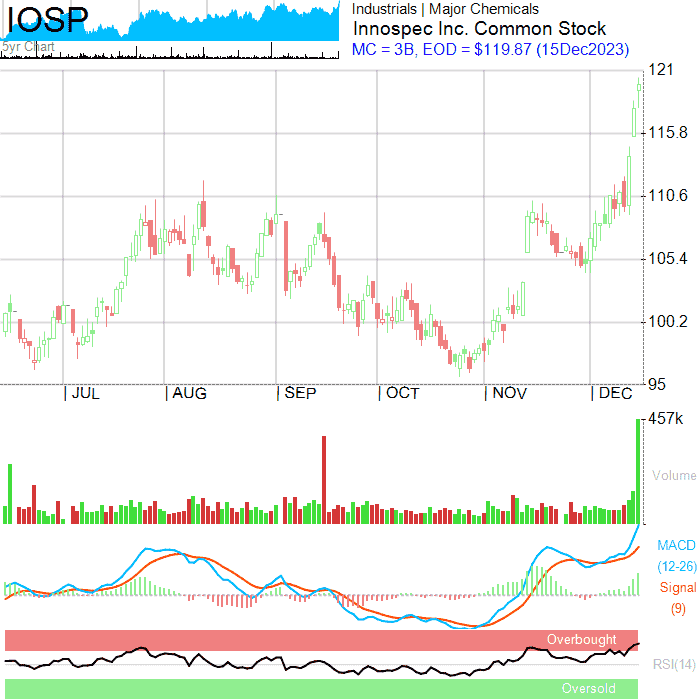 IOSP
5yr Chart
Industrials | Major Chemicals
Innospec Inc. Common Stock
MC = 3B, EOD = $119.87 (15Dec2023)
121
115.8
110.6
105.4
100.2
95
| JUL | AUG | SEP | OCT | NOV | DEC
457k
Volume
MACD
(12-26)
Signal
(9)
Overbought
RSI(14)
Oversold